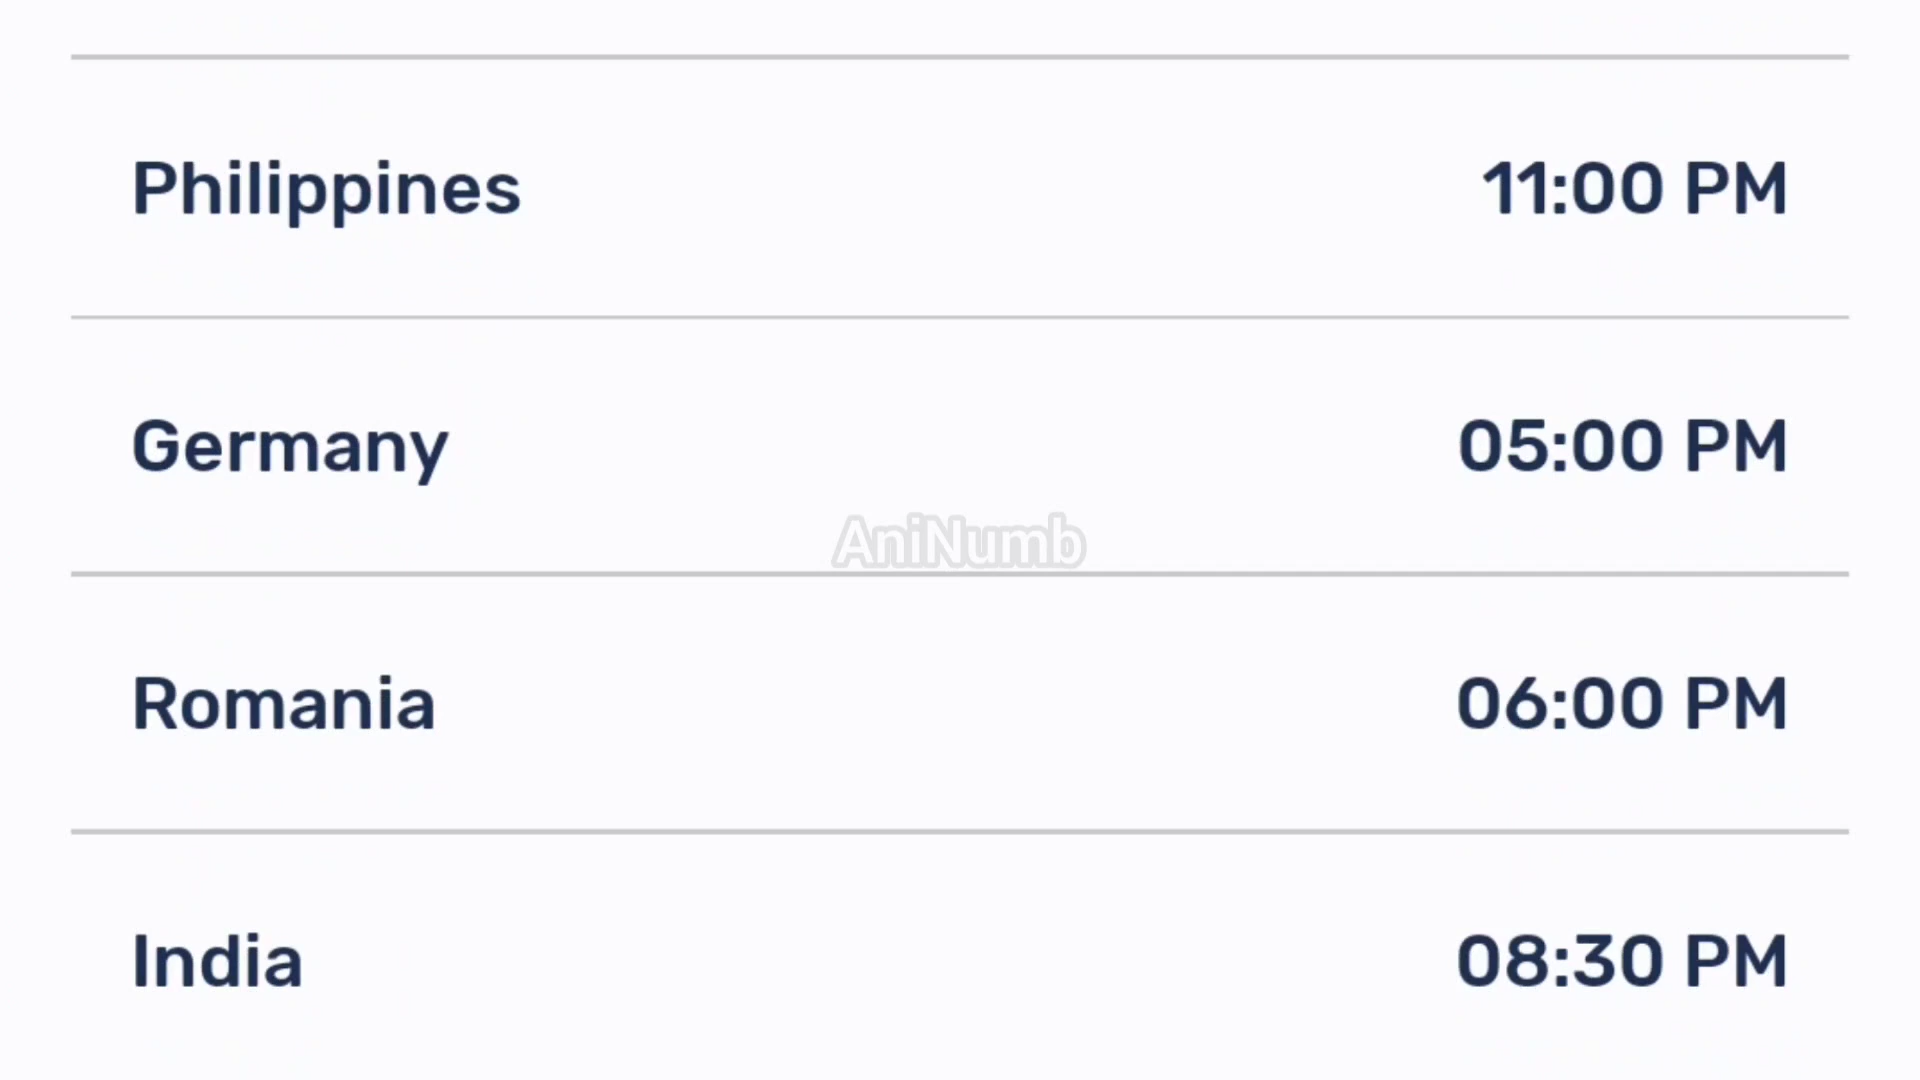 Philippines 11:00 PM
Germany 05:00 PM
AniNumb
Romania 06:00 PM
India 08:30 PM